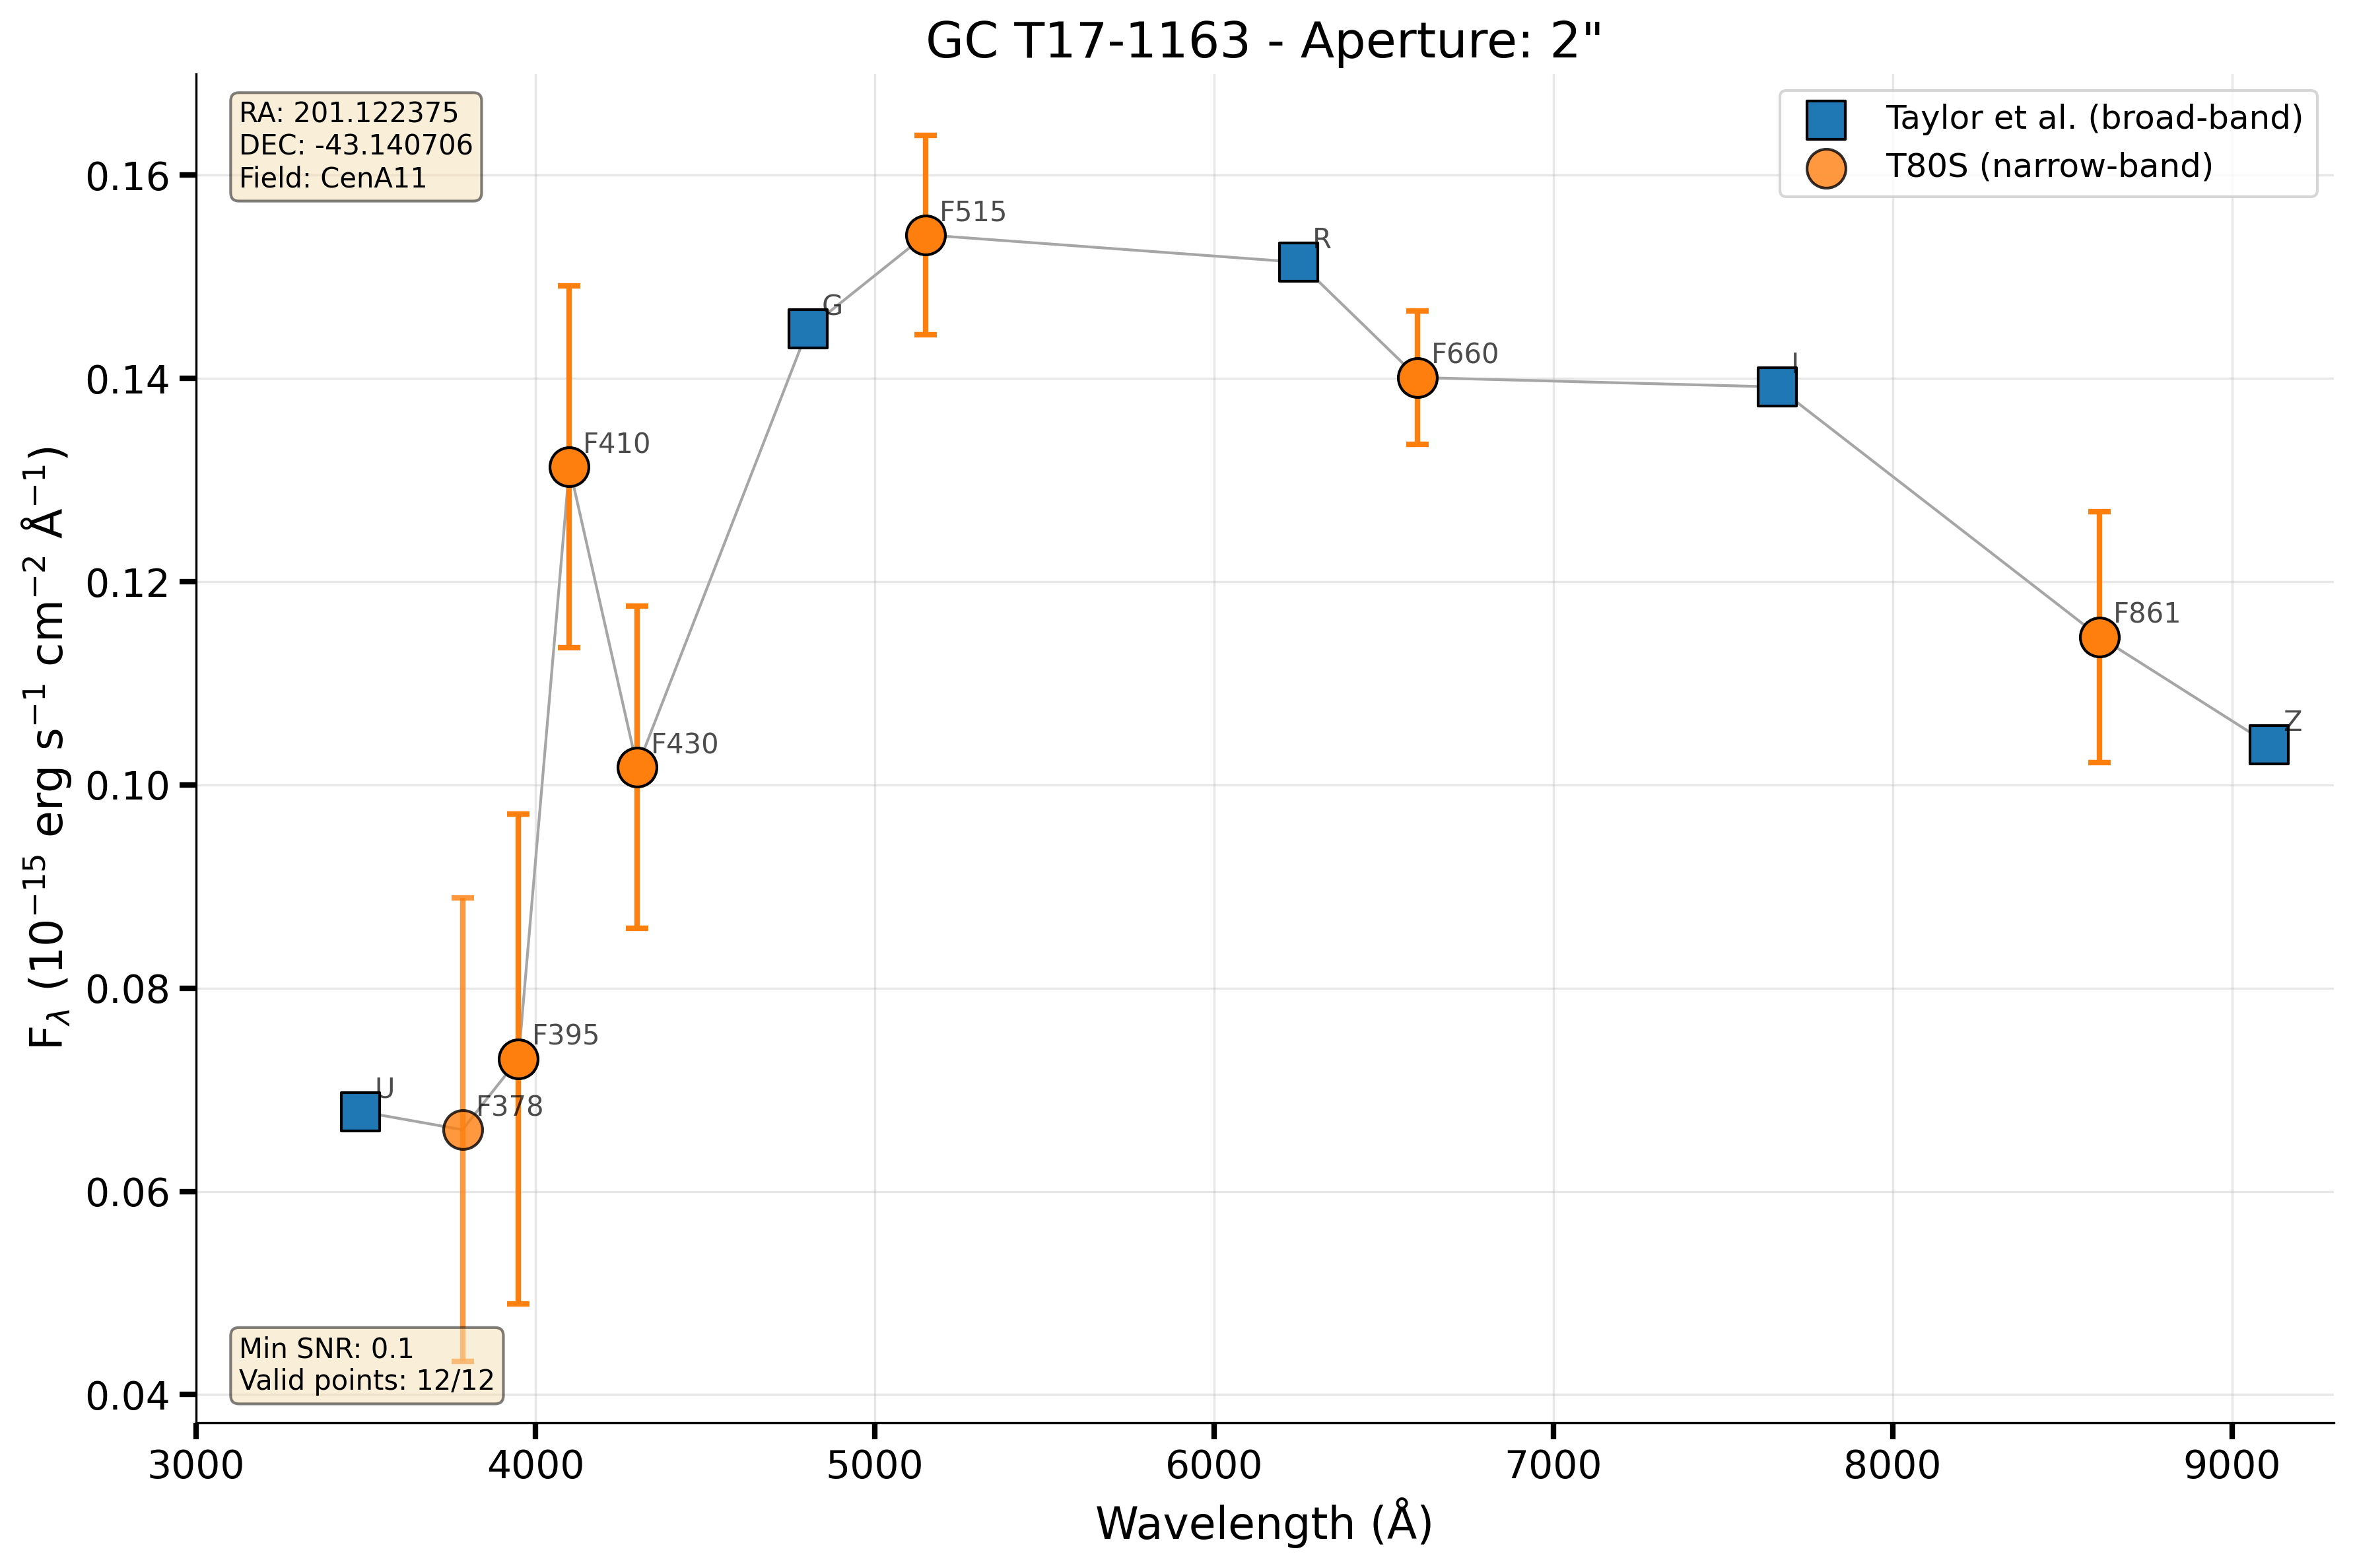 GC T17-1163 - Aperture: 2"
RA: 201.122375
DEC: -43.140706
Field: CenA11
Taylor et al. (broad-band)
T80S (narrow-band)
F515
R
G
F660
I
F410
F861
F430
Z
F395
U
F378
Min SNR: 0.1
Valid points: 12/12
0.16
0.14
0.12
0.10
0.08
0.06
0.04
F_λ (10⁻¹⁵ erg s⁻¹ cm⁻² Å⁻¹)
3000 4000 5000 6000 7000 8000 9000
Wavelength (Å)